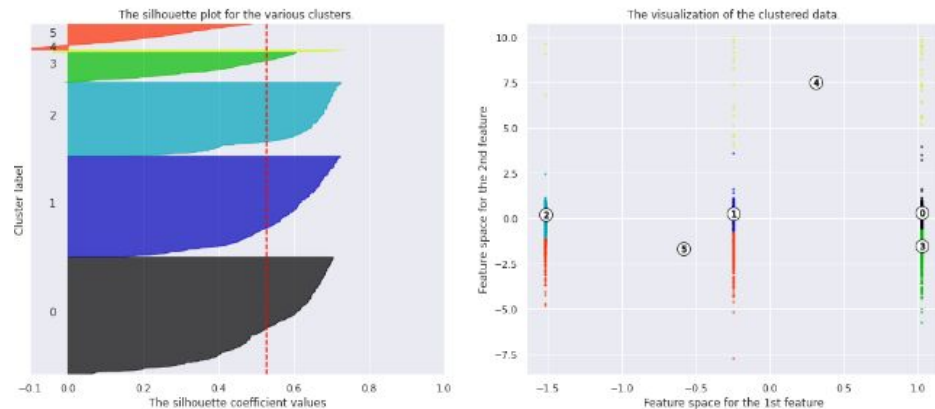 The silhouette plot for the various clusters.
5
4
3
2
1
0
Cluster label
−0.1 0.0 0.2 0.4 0.6 0.8 1.0
The silhouette coefficient values
The visualization of the clustered data.
10.0
7.5
5.0
2.5
0.0
−2.5
−5.0
−7.5
Feature space for the 2nd feature
4
2 1 0
3
5
−1.5 −1.0 −0.5 0.0 0.5 1.0
Feature space for the 1st feature